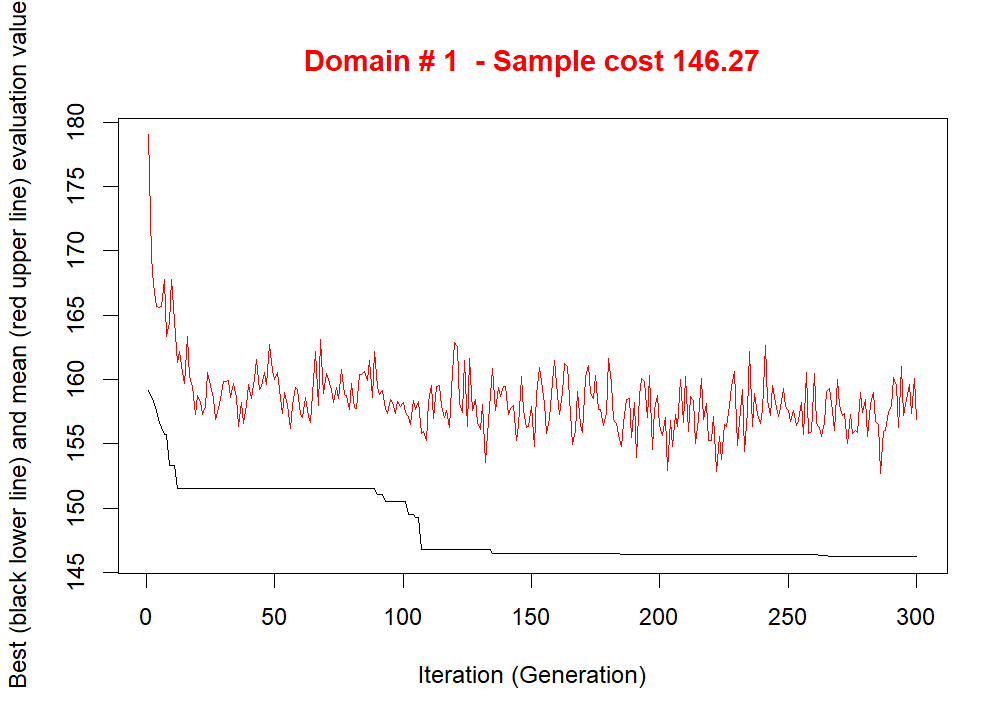 Domain # 1  - Sample cost 146.27
Best (black lower line) and mean (red upper line) evaluation value
180
175
170
165
160
155
150
145
0 50 100 150 200 250 300
Iteration (Generation)